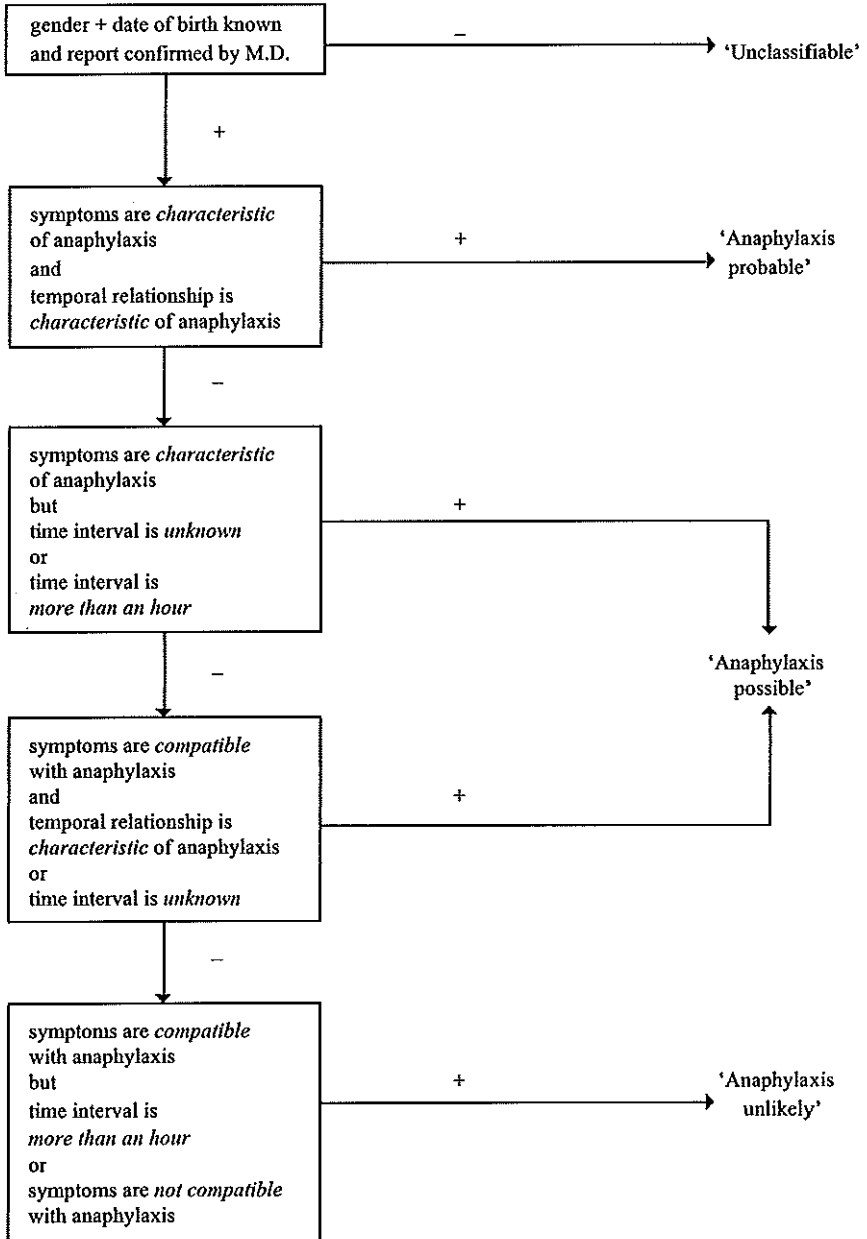 gender + date of birth known
and report confirmed by M.D.
–
'Unclassifiable'
+
symptoms are characteristic
of anaphylaxis
and
temporal relationship is
characteristic of anaphylaxis
+
'Anaphylaxis
probable'
–
symptoms are characteristic
of anaphylaxis
but
time interval is unknown
or
time interval is
more than an hour
+
'Anaphylaxis
possible'
–
symptoms are compatible
with anaphylaxis
and
temporal relationship is
characteristic of anaphylaxis
or
time interval is unknown
+
–
symptoms are compatible
with anaphylaxis
but
time interval is
more than an hour
or
symptoms are not compatible
with anaphylaxis
+
'Anaphylaxis
unlikely'